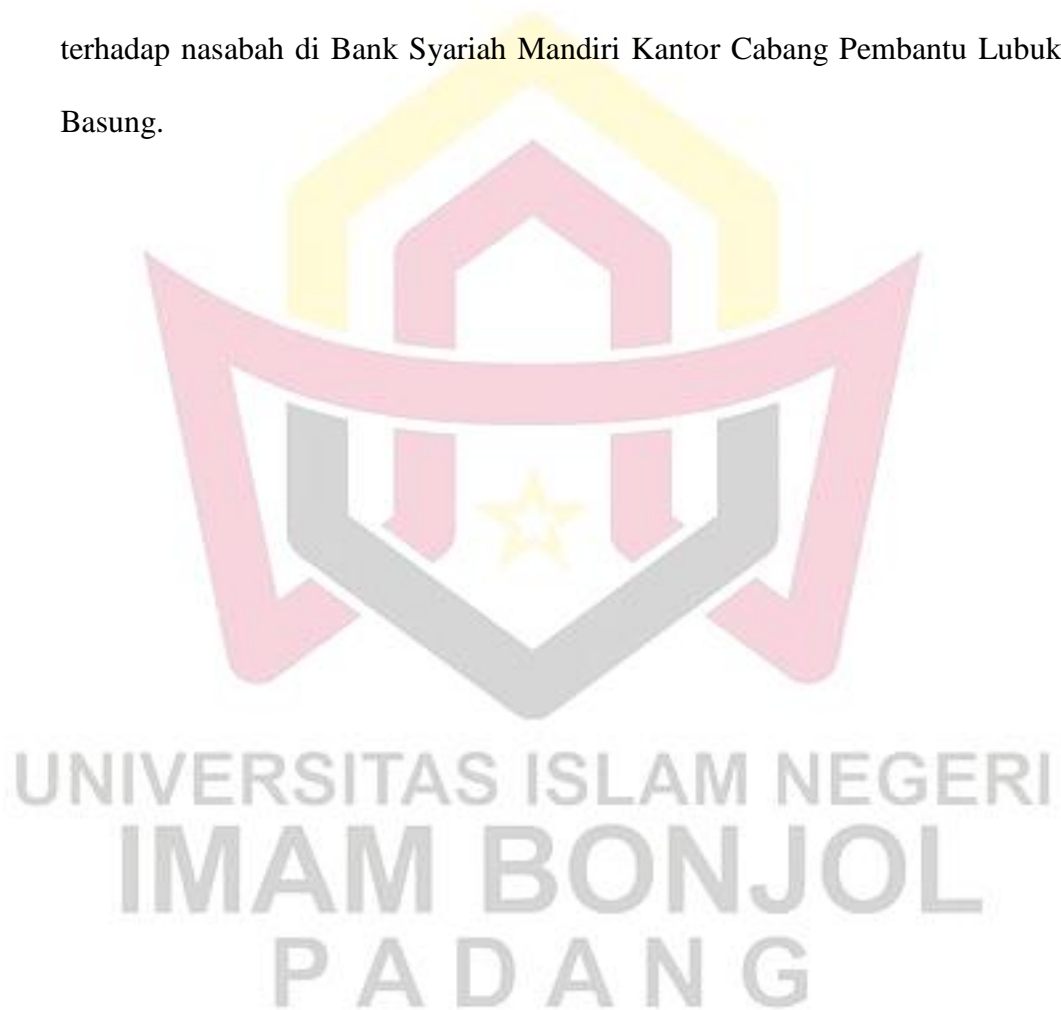 terhadap nasabah di Bank Syariah Mandiri Kantor Cabang Pembantu Lubuk
Basung.
UNIVERSITAS ISLAM NEGERI
IMAM BONJOL
PADANG